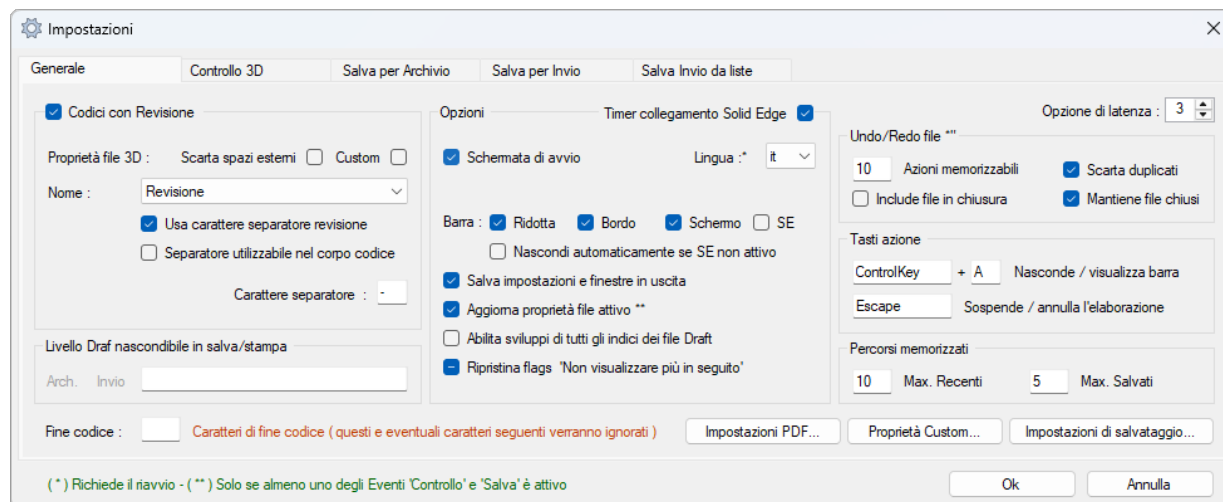 Impostazioni
Generale Controllo 3D Salva per Archivio Salva per Invio Salva Invio da liste
Codici con Revisione
Proprietà file 3D : Scarta spazi esterni Custom
Nome : Revisione
Usa carattere separatore revisione
Separatore utilizzabile nel corpo codice
Carattere separatore : -
Livello Draf nascondibile in salva/stampa
Arch. Invio
Opzioni Timer collegamento Solid Edge
Schermata di avvio Lingua :* it
Barra : Ridotta Bordo Schermo SE
Nascondi automaticamente se SE non attivo
Salva impostazioni e finestre in uscita
Aggiorna proprietà file attivo **
Abilita sviluppi di tutti gli indici dei file Draft
Ripristina flags 'Non visualizzare più in seguito'
Opzione di latenza : 3
Undo/Redo file *"
10 Azioni memorizzabili Scarta duplicati
Include file in chiusura Mantiene file chiusi
Tasti azione
ControlKey + A Nasconde / visualizza barra
Escape Sospende / annulla l'elaborazione
Percorsi memorizzati
10 Max. Recenti 5 Max. Salvati
Fine codice : Caratteri di fine codice ( questi e eventuali caratteri seguenti verranno ignorati ) Impostazioni PDF... Proprietà Custom... Impostazioni di salvataggio...
( * ) Richiede il riavvio - ( ** ) Solo se almeno uno degli Eventi 'Controllo' e 'Salva' è attivo Ok Annulla